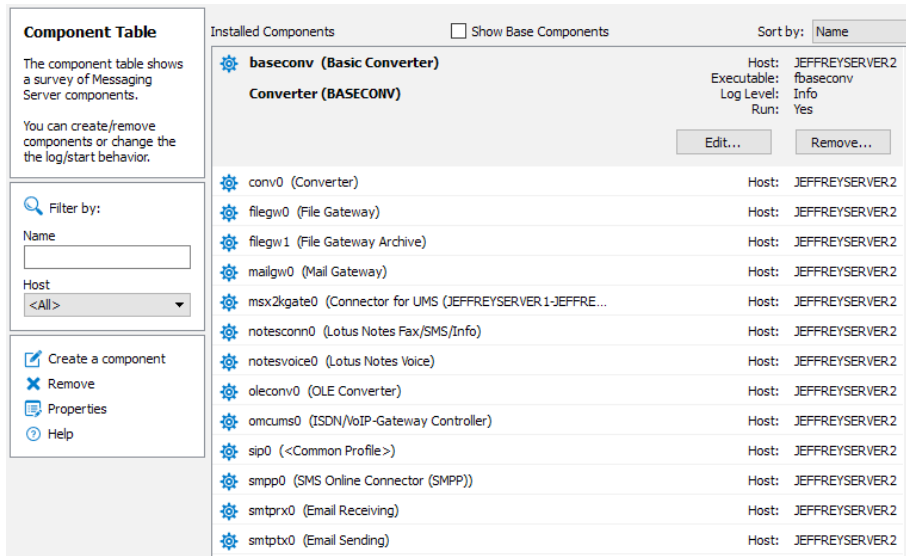 Component Table
The component table shows
a survey of Messaging
Server components.
You can create/remove
components or change the
the log/start behavior.
Filter by:
Name
Host
<All>
Create a component
Remove
Properties
Help
Installed Components Show Base Components Sort by: Name
baseconv (Basic Converter) Host: JEFFREYSERVER2
Executable: fbaseconv
Converter (BASECONV) Log Level: Info
Run: Yes
Edit... Remove...
conv0 (Converter) Host: JEFFREYSERVER2
filegw0 (File Gateway) Host: JEFFREYSERVER2
filegw1 (File Gateway Archive) Host: JEFFREYSERVER2
mailgw0 (Mail Gateway) Host: JEFFREYSERVER2
msx2kgate0 (Connector for UMS (JEFFREYSERVER1-JEFFRE... Host: JEFFREYSERVER2
notesconn0 (Lotus Notes Fax/SMS/Info) Host: JEFFREYSERVER2
notesvoice0 (Lotus Notes Voice) Host: JEFFREYSERVER2
oleconv0 (OLE Converter) Host: JEFFREYSERVER2
omcums0 (ISDN/VoIP-Gateway Controller) Host: JEFFREYSERVER2
sip0 (<Common Profile>) Host: JEFFREYSERVER2
smpp0 (SMS Online Connector (SMPP)) Host: JEFFREYSERVER2
smtprx0 (Email Receiving) Host: JEFFREYSERVER2
smtptx0 (Email Sending) Host: JEFFREYSERVER2